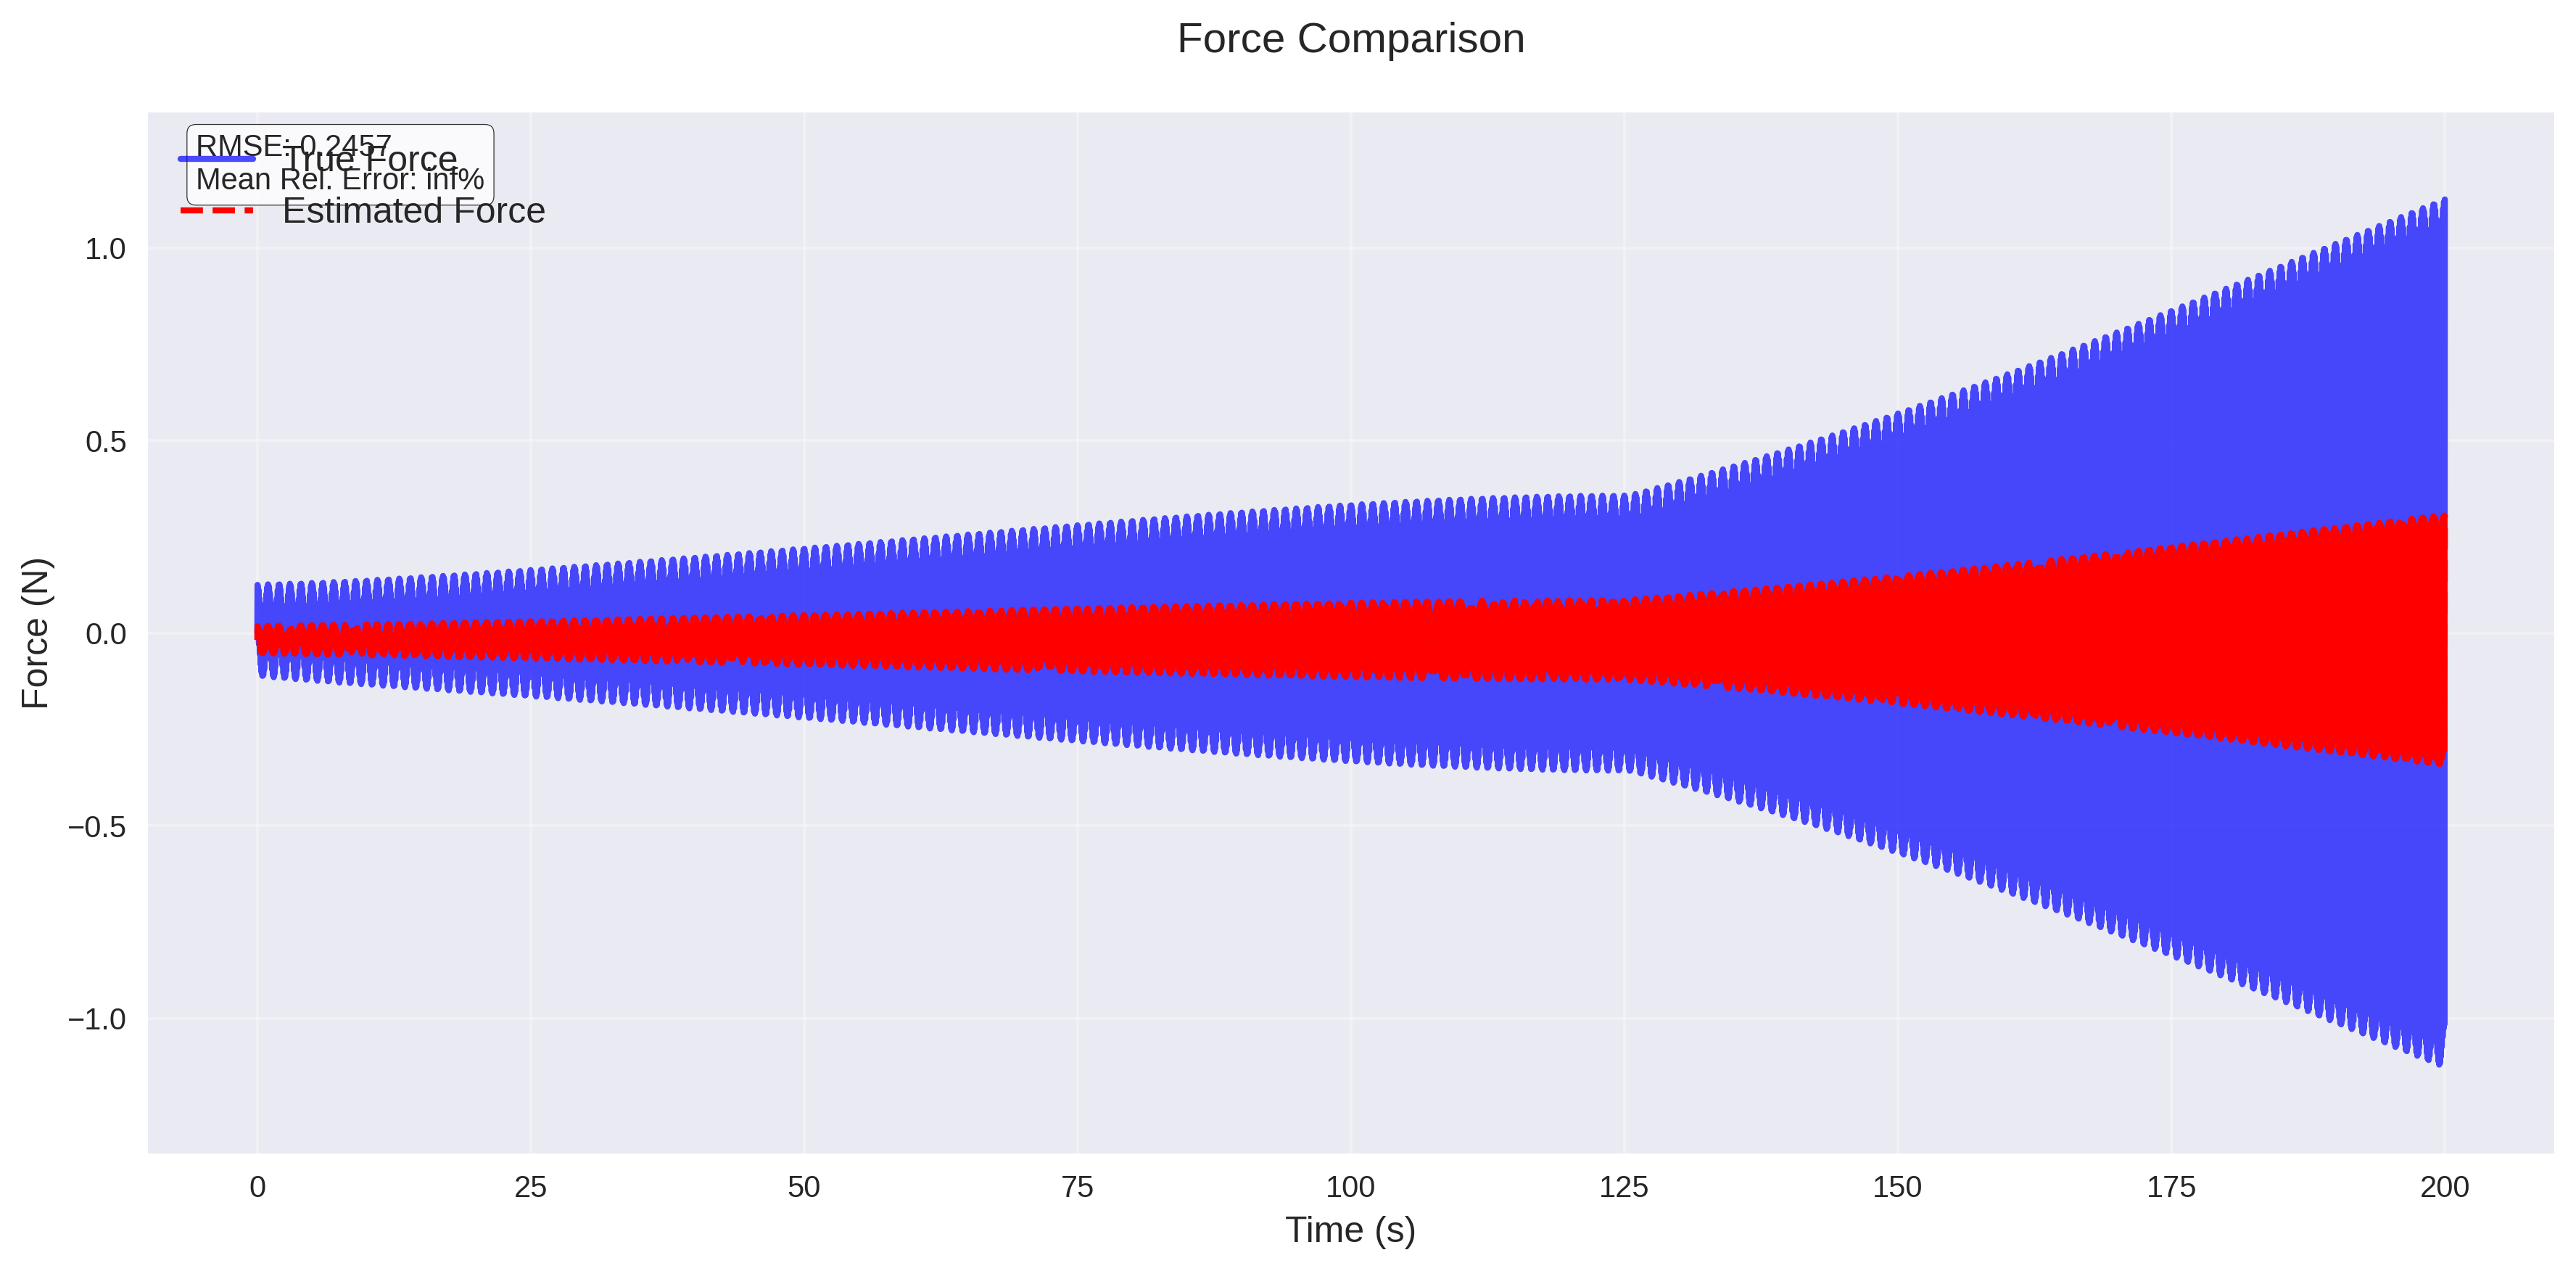 Force Comparison
RMSE: 0.2457
True Force
Mean Rel. Error: inf%
Estimated Force
1.0
0.5
0.0
−0.5
−1.0
Force (N)
0 25 50 75 100 125 150 175 200
Time (s)